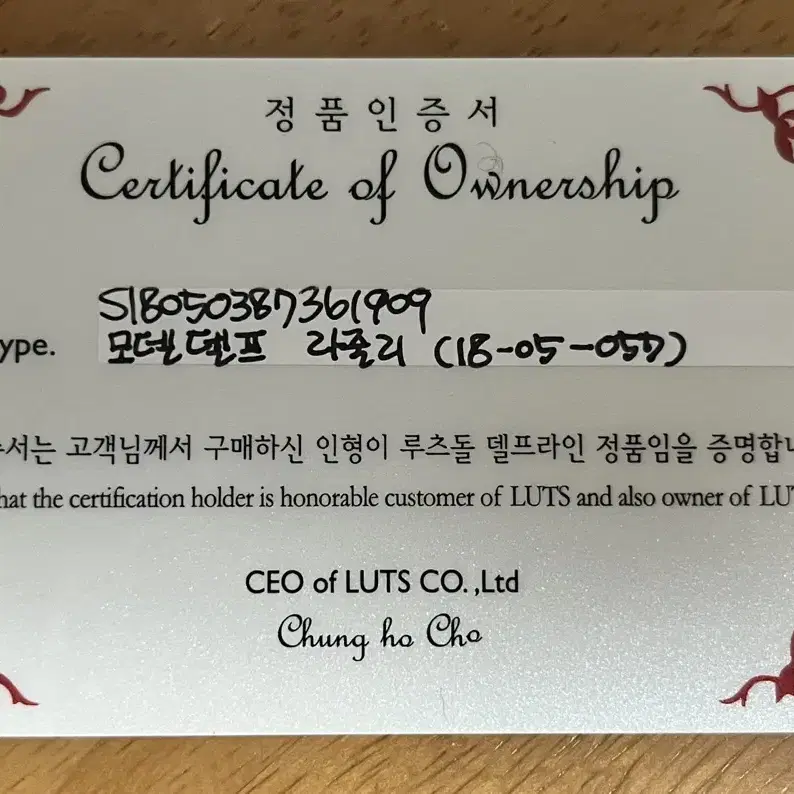 정품인증서
Certificate of Ownership
S18050387361909
ype. 모델델프 라졸리 (18-05-057)
서는 고객님께서 구매하신 인형이 루츠돌 델프라인 정품임을 증명합니
hat the certification holder is honorable customer of LUTS and also owner of LU
CEO of LUTS CO.,Ltd
Chung ho Cho